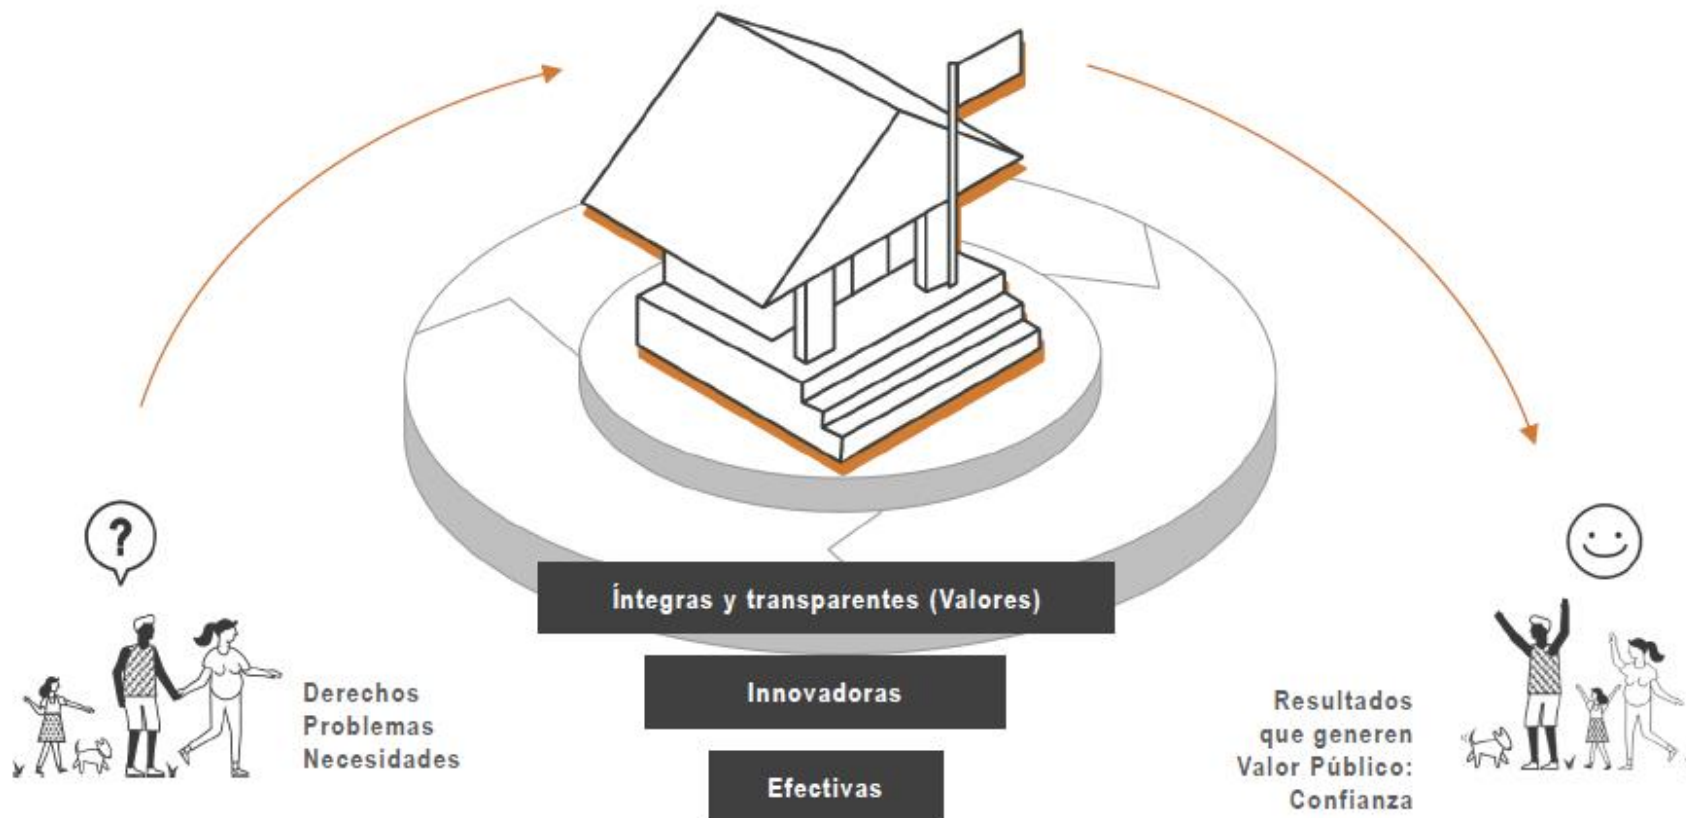 ?
Íntegras y transparentes (Valores)
Innovadoras
Efectivas
Derechos
Problemas
Necesidades
Resultados
que generen
Valor Público:
Confianza